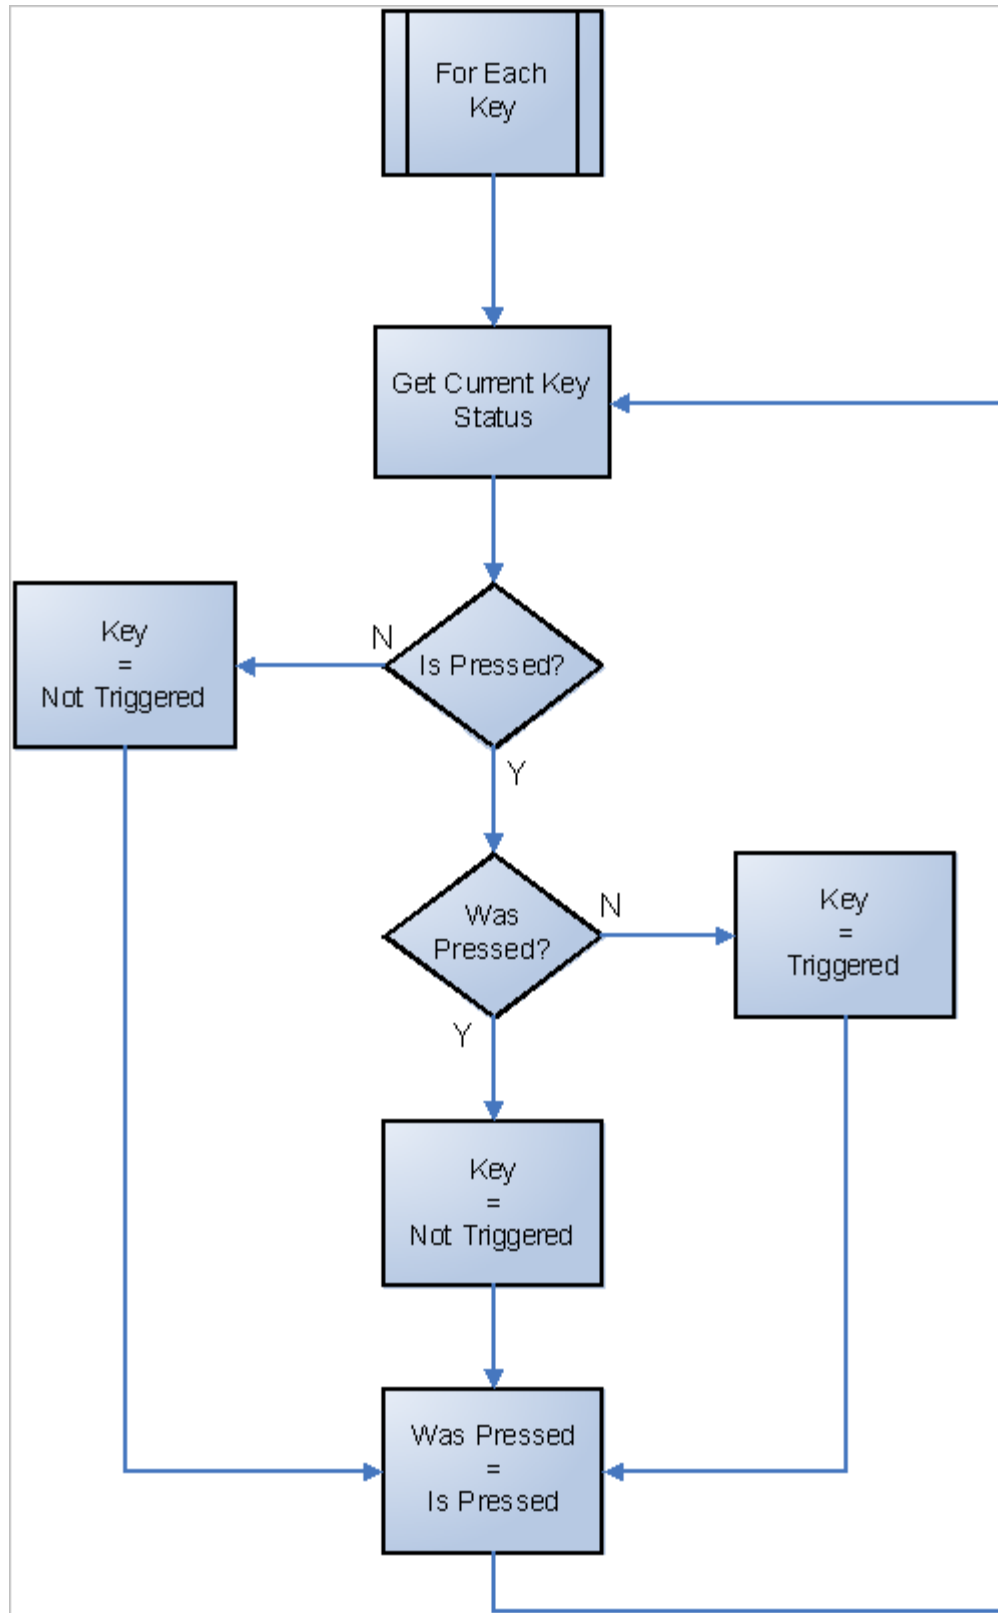 For Each
Key
Get Current Key
Status
Key
=
Not Triggered
N
Is Pressed?
Y
Was
Pressed?
N
Key
=
Triggered
Y
Key
=
Not Triggered
Was Pressed
=
Is Pressed